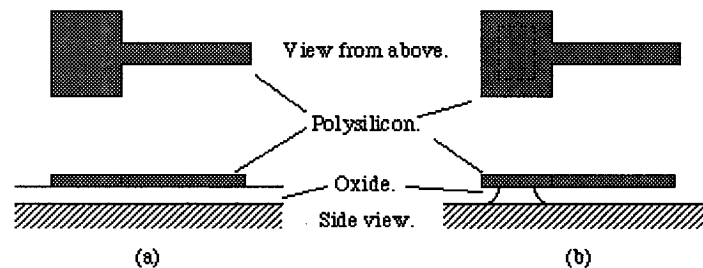 View from above.
Polysilicon.
Oxide.
Side view.
(a)
(b)